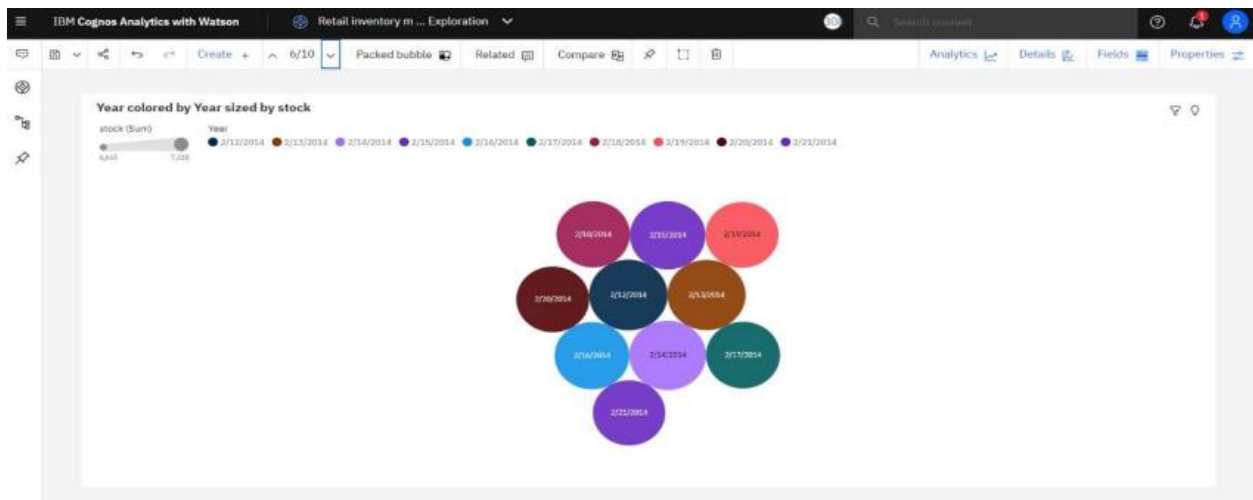 IBM Cognos Analytics with Watson
Retail inventory m ... Exploration
Search content
Create +
6/10
Packed bubble
Related
Compare
Analytics
Details
Fields
Properties
Year colored by Year sized by stock
stock (Sum)
Year
2/12/2014 2/13/2014 2/14/2014 2/15/2014 2/16/2014 2/17/2014 2/18/2014 2/19/2014 2/20/2014 2/21/2014
2/18/2014 2/15/2014 2/19/2014
2/20/2014 2/12/2014 2/13/2014
2/16/2014 2/14/2014 2/17/2014
2/21/2014